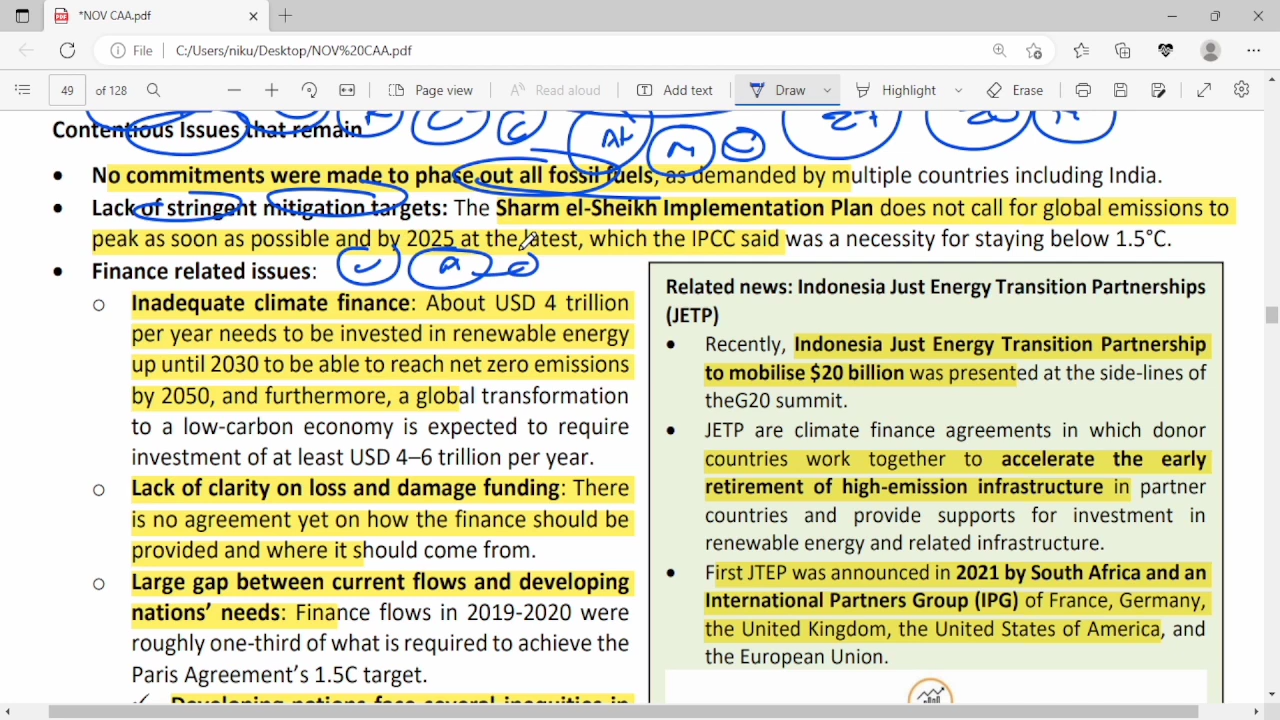 *NOV CAA.pdf
File
C:/Users/niku/Desktop/NOV%20CAA.pdf
49 of 128
Page view
Read aloud
Add text
Draw
Highlight
Erase
Contentious Issues that remain
• No commitments were made to phase out all fossil fuels, as demanded by multiple countries including India.
• Lack of stringent mitigation targets: The Sharm el-Sheikh Implementation Plan does not call for global emissions to
peak as soon as possible and by 2025 at the latest, which the IPCC said was a necessity for staying below 1.5°C.
• Finance related issues:
o Inadequate climate finance: About USD 4 trillion
per year needs to be invested in renewable energy
up until 2030 to be able to reach net zero emissions
by 2050, and furthermore, a global transformation
to a low-carbon economy is expected to require
investment of at least USD 4–6 trillion per year.
o Lack of clarity on loss and damage funding: There
is no agreement yet on how the finance should be
provided and where it should come from.
o Large gap between current flows and developing
nations’ needs: Finance flows in 2019-2020 were
roughly one-third of what is required to achieve the
Paris Agreement’s 1.5C target.
✓ Developing nations face several inequities in
Related news: Indonesia Just Energy Transition Partnerships
(JETP)
• Recently, Indonesia Just Energy Transition Partnership
to mobilise $20 billion was presented at the side-lines of
theG20 summit.
• JETP are climate finance agreements in which donor
countries work together to accelerate the early
retirement of high-emission infrastructure in partner
countries and provide supports for investment in
renewable energy and related infrastructure.
• First JTEP was announced in 2021 by South Africa and an
International Partners Group (IPG) of France, Germany,
the United Kingdom, the United States of America, and
the European Union.